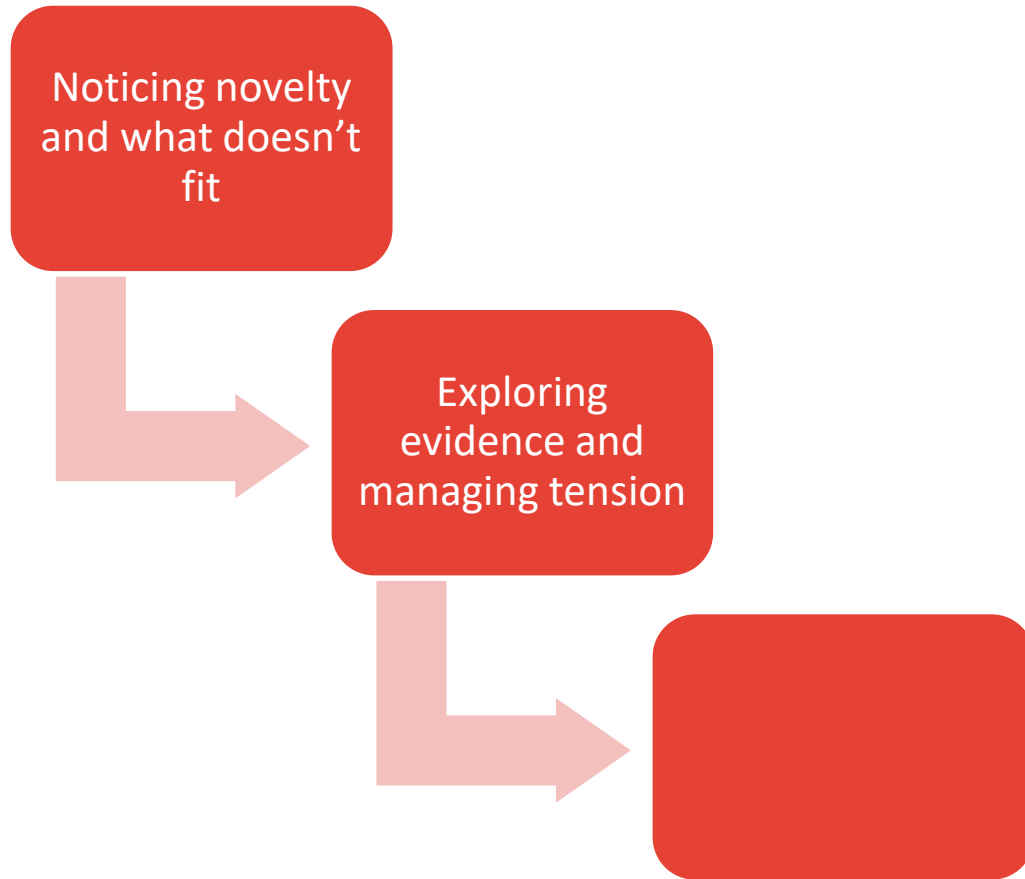 Noticing novelty
and what doesn’t
fit
Exploring
evidence and
managing tension